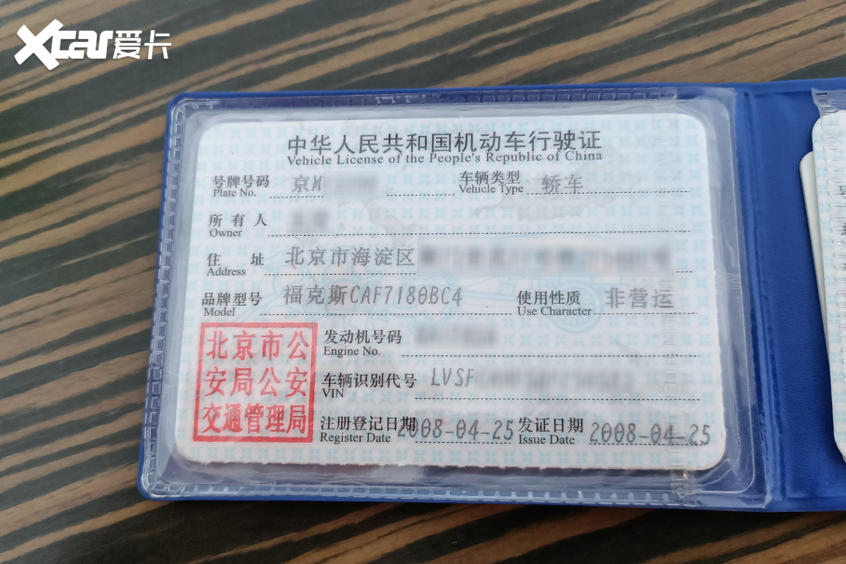 XCAR爱卡
中华人民共和国机动车行驶证
Vehicle License of the People's Republic of China
号牌号码 京M 车辆类型 轿车
Plate No. Vehicle Type
所有人
Owner
住址 北京市海淀区
Address
品牌型号 福克斯CAF7180BC4 使用性质 非营运
Model Use Character
北京市公
安局公安
交通管理局
发动机号码
Engine No.
车辆识别代号 LVSF
VIN
注册登记日期 2008-04-25 发证日期 2008-04-25
Register Date Issue Date